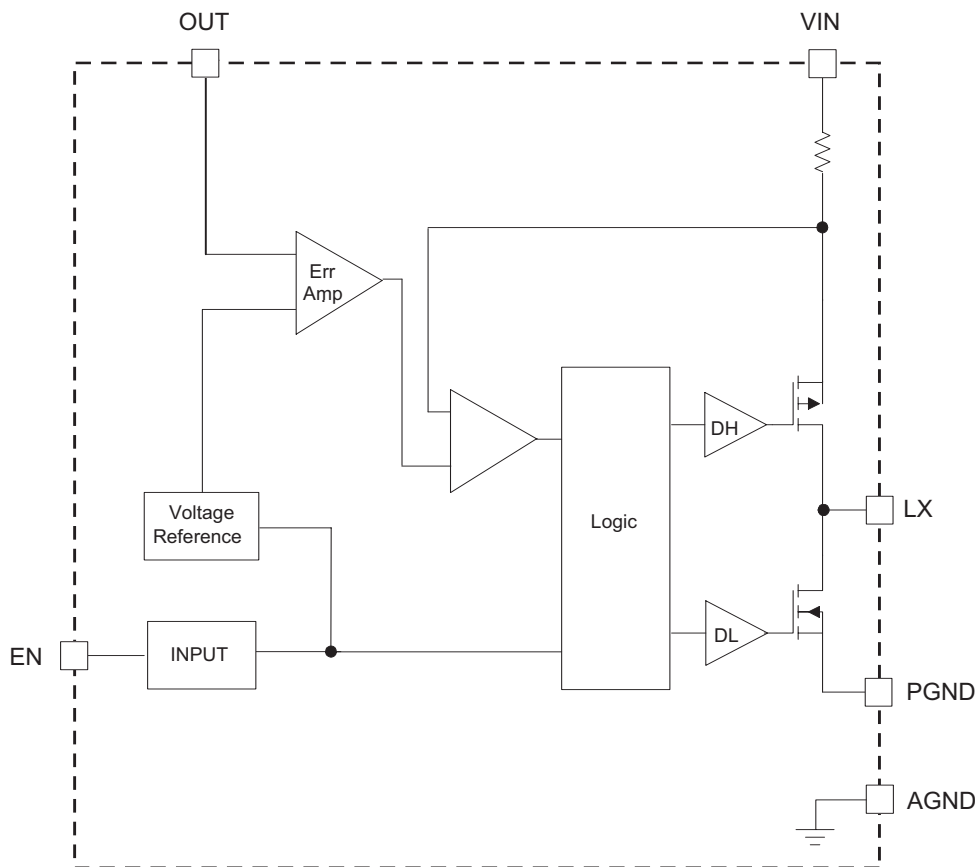 OUT
VIN
Err
Amp
DH
Voltage
Reference
Logic
LX
EN
INPUT
DL
PGND
AGND